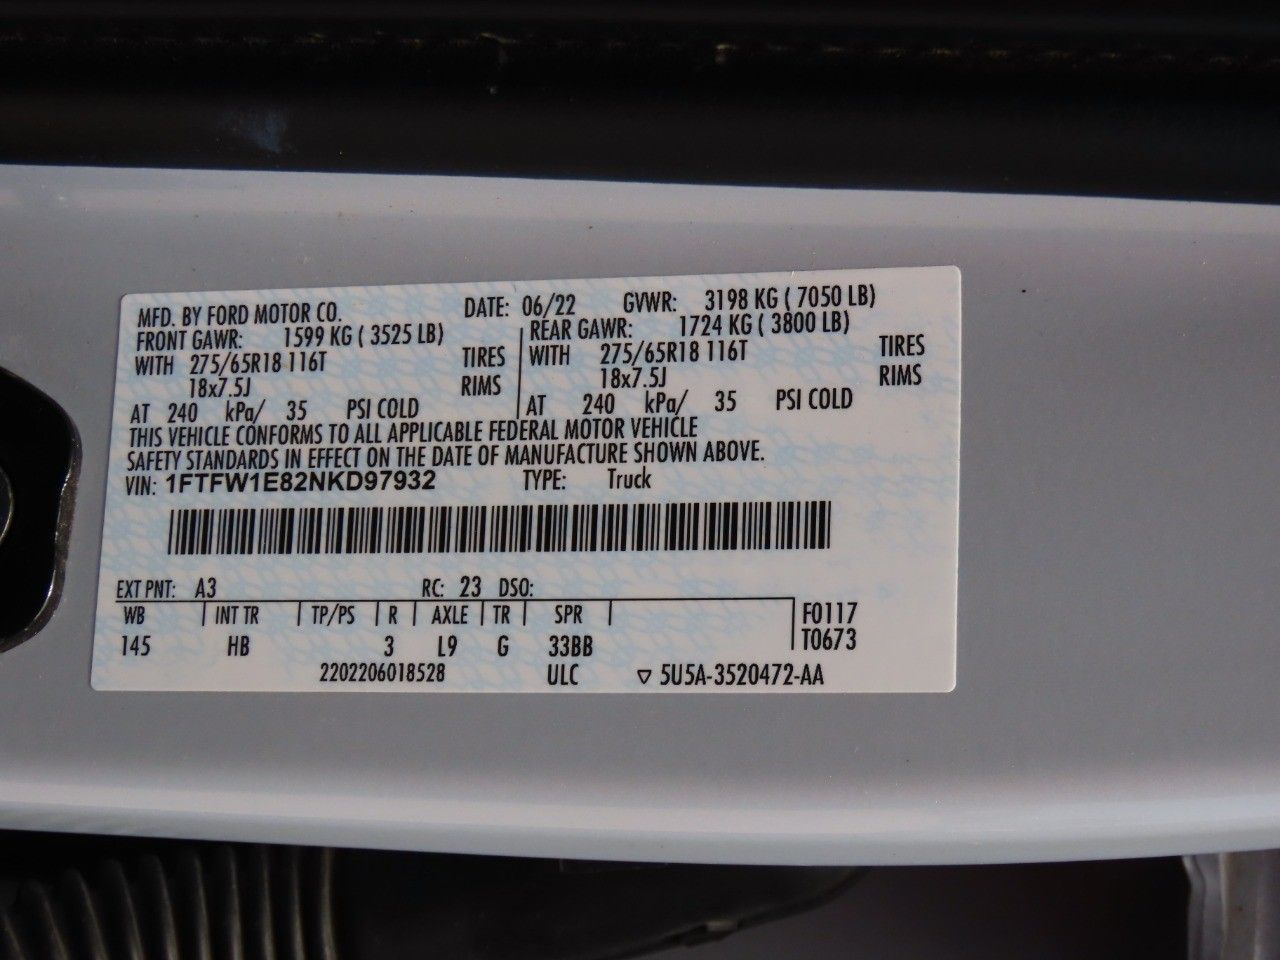 MFD. BY FORD MOTOR CO. DATE: 06/22 GVWR: 3198 KG ( 7050 LB)
FRONT GAWR: 1599 KG ( 3525 LB) REAR GAWR: 1724 KG ( 3800 LB)
WITH 275/65R18 116T TIRES WITH 275/65R18 116T TIRES
18x7.5J RIMS 18x7.5J RIMS
AT 240 kPa/ 35 PSI COLD AT 240 kPa/ 35 PSI COLD
THIS VEHICLE CONFORMS TO ALL APPLICABLE FEDERAL MOTOR VEHICLE
SAFETY STANDARDS IN EFFECT ON THE DATE OF MANUFACTURE SHOWN ABOVE.
VIN: 1FTFW1E82NKD97932 TYPE: Truck
EXT PNT: A3 RC: 23 DSO:
WB INT TR TP/PS R AXLE TR SPR F0117
145 HB 3 L9 G 33BB T0673
2202206018528 ULC ▽ 5U5A-3520472-AA